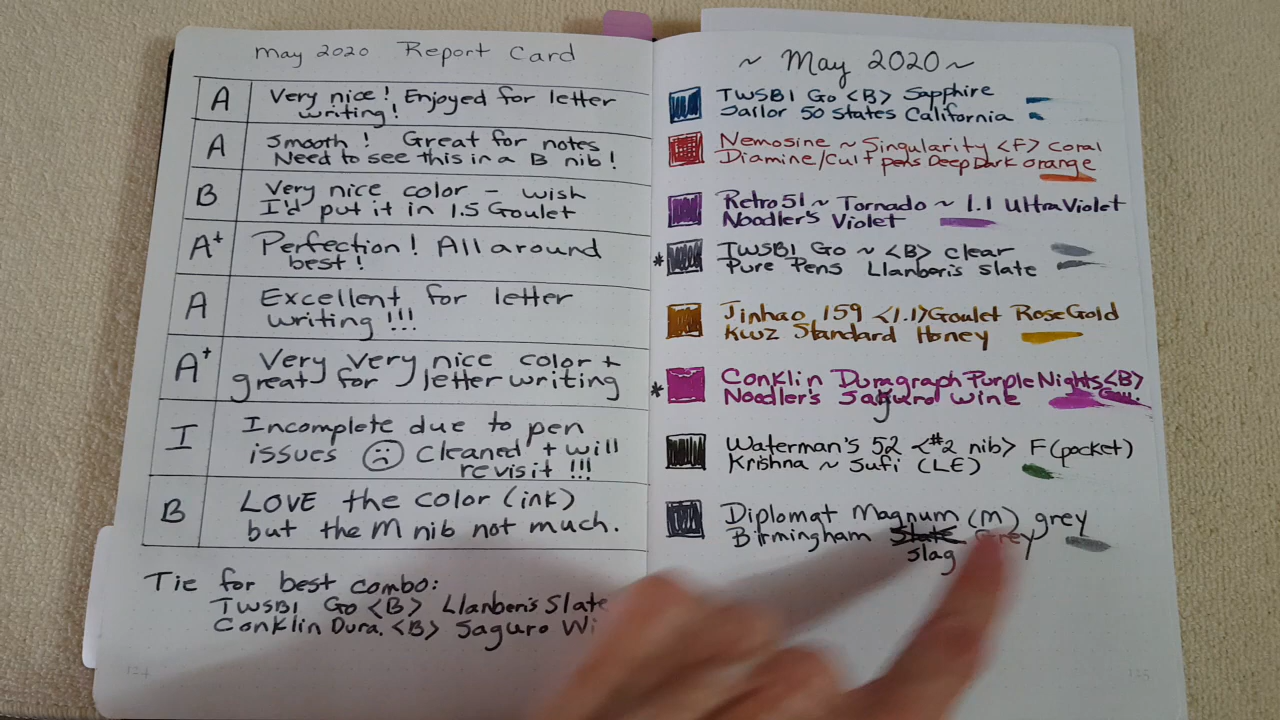 May 2020 Report Card
A Very nice! Enjoyed for letter
writing!
A Smooth! Great for notes
Need to see this in a B nib!
B Very nice color - wish
I'd put it in 1.5 Goulet
A+ Perfection! All around
best!
A Excellent for letter
writing!!!
A+ Very very nice color +
great for letter writing
I Incomplete due to pen
issues ☹ cleaned + will
revisit!!!
B LOVE the color (ink)
but the M nib not much.
Tie for best combo:
TWSBI Go <B> Llanberis Slate
Conklin Dura. <B> Saguro Wi
124
~ May 2020 ~
TWSBI Go <B> Sapphire
Sailor 50 States California
Nemosine ~ Singularity <F> coral
Diamine/Cult pens Deep Dark orange
Retro 51 ~ Tornado ~ 1.1 UltraViolet
Noodler's Violet
* TWSBI Go ~ <B> clear
Pure Pens Llanberis slate
Jinhao 159 <1.1> Goulet Rose Gold
KWZ Standard Honey
* Conklin Duragraph Purple Nights <B>
Noodler's Saguro wine Gou.
Waterman's 52 <#2 nib> F (pocket)
Krishna ~ Sufi (LE)
Diplomat Magnum (M) grey
Birmingham Slate Grey
slag
125